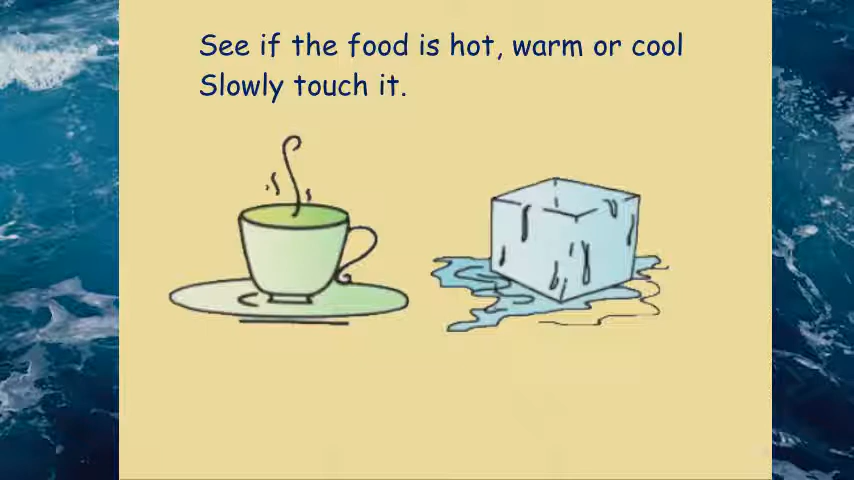 See if the food is hot, warm or cool
Slowly touch it.